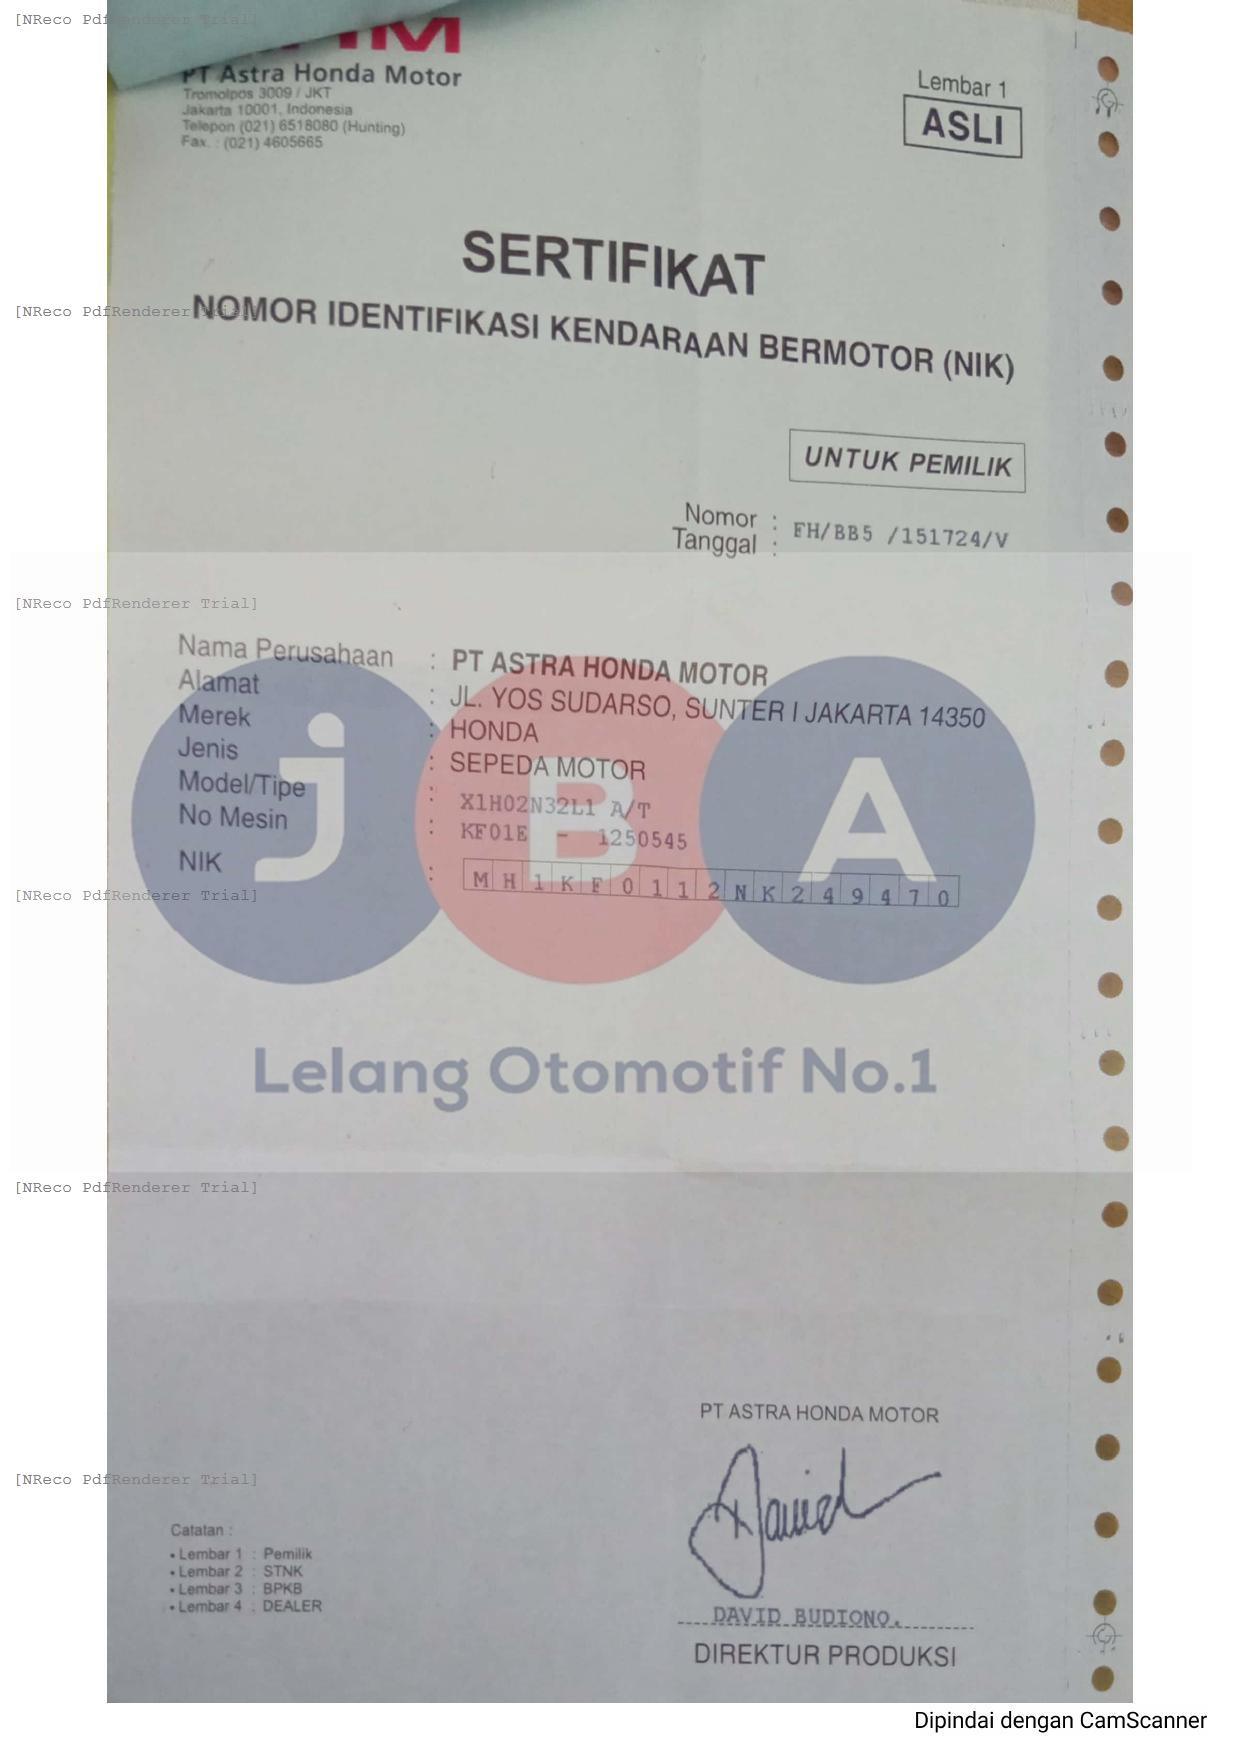 [NReco PdfRenderer Trial]
PT Astra Honda Motor
Tromolpos 3009 / JKT
Jakarta 10001, Indonesia
Telepon (021) 6518080 (Hunting)
Fax. : (021) 4605665
Lembar 1
ASLI
SERTIFIKAT
[NReco PdfRenderer Trial]
NOMOR IDENTIFIKASI KENDARAAN BERMOTOR (NIK)
UNTUK PEMILIK
Nomor : FH/BB5 /151724/V
Tanggal :
[NReco PdfRenderer Trial]
Nama Perusahaan : PT ASTRA HONDA MOTOR
Alamat : JL. YOS SUDARSO, SUNTER I JAKARTA 14350
Merek : HONDA
Jenis : SEPEDA MOTOR
Model/Tipe : X1H02N32L1 A/T
No Mesin : KF01E - 1250545
NIK : MH1KF0112NK249470
jBA
[NReco PdfRenderer Trial]
Lelang Otomotif No.1
[NReco PdfRenderer Trial]
PT ASTRA HONDA MOTOR
[NReco PdfRenderer Trial]
Catatan :
• Lembar 1 : Pemilik
• Lembar 2 : STNK
• Lembar 3 : BPKB
• Lembar 4 : DEALER
David
DAVID BUDIONO.
DIREKTUR PRODUKSI
Dipindai dengan CamScanner